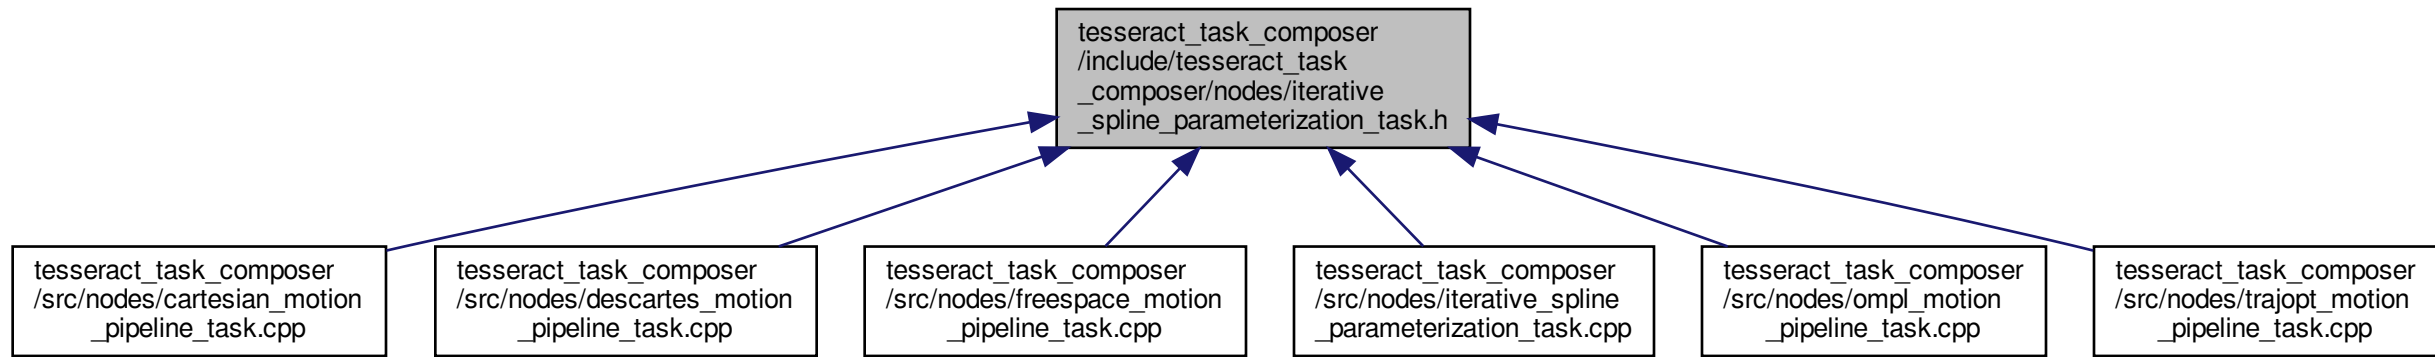 tesseract_task_composer
/include/tesseract_task
_composer/nodes/iterative
_spline_parameterization_task.h
tesseract_task_composer
/src/nodes/cartesian_motion
_pipeline_task.cpp
tesseract_task_composer
/src/nodes/descartes_motion
_pipeline_task.cpp
tesseract_task_composer
/src/nodes/freespace_motion
_pipeline_task.cpp
tesseract_task_composer
/src/nodes/iterative_spline
_parameterization_task.cpp
tesseract_task_composer
/src/nodes/ompl_motion
_pipeline_task.cpp
tesseract_task_composer
/src/nodes/trajopt_motion
_pipeline_task.cpp